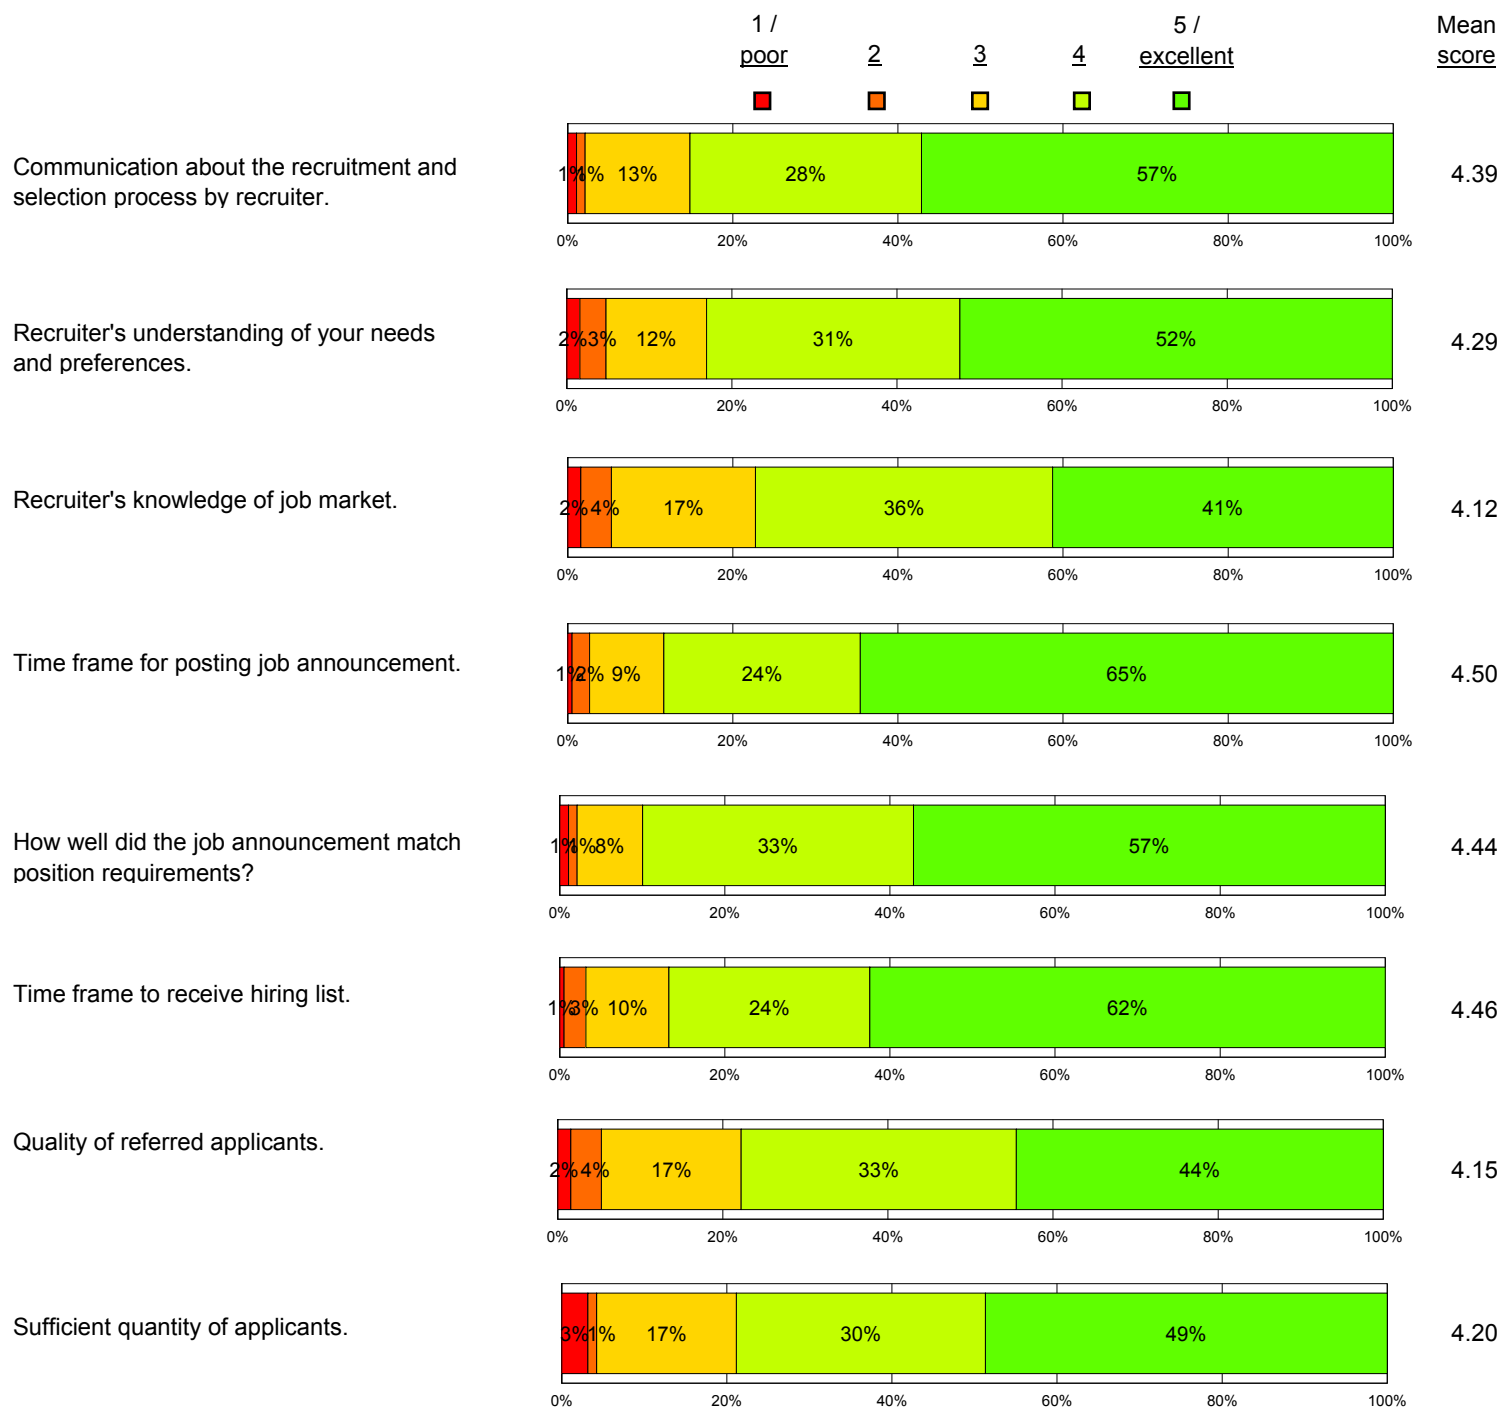 1 /
poor
2
3
4
5 /
excellent
Mean
score
Communication about the recruitment and
selection process by recruiter.
1% 1% 13% 28% 57%
4.39
0% 20% 40% 60% 80% 100%
Recruiter's understanding of your needs
and preferences.
2% 3% 12% 31% 52%
4.29
0% 20% 40% 60% 80% 100%
Recruiter's knowledge of job market.
2% 4% 17% 36% 41%
4.12
0% 20% 40% 60% 80% 100%
Time frame for posting job announcement.
1% 2% 9% 24% 65%
4.50
0% 20% 40% 60% 80% 100%
How well did the job announcement match
position requirements?
1% 1% 8% 33% 57%
4.44
0% 20% 40% 60% 80% 100%
Time frame to receive hiring list.
1% 3% 10% 24% 62%
4.46
0% 20% 40% 60% 80% 100%
Quality of referred applicants.
2% 4% 17% 33% 44%
4.15
0% 20% 40% 60% 80% 100%
Sufficient quantity of applicants.
3% 1% 17% 30% 49%
4.20
0% 20% 40% 60% 80% 100%